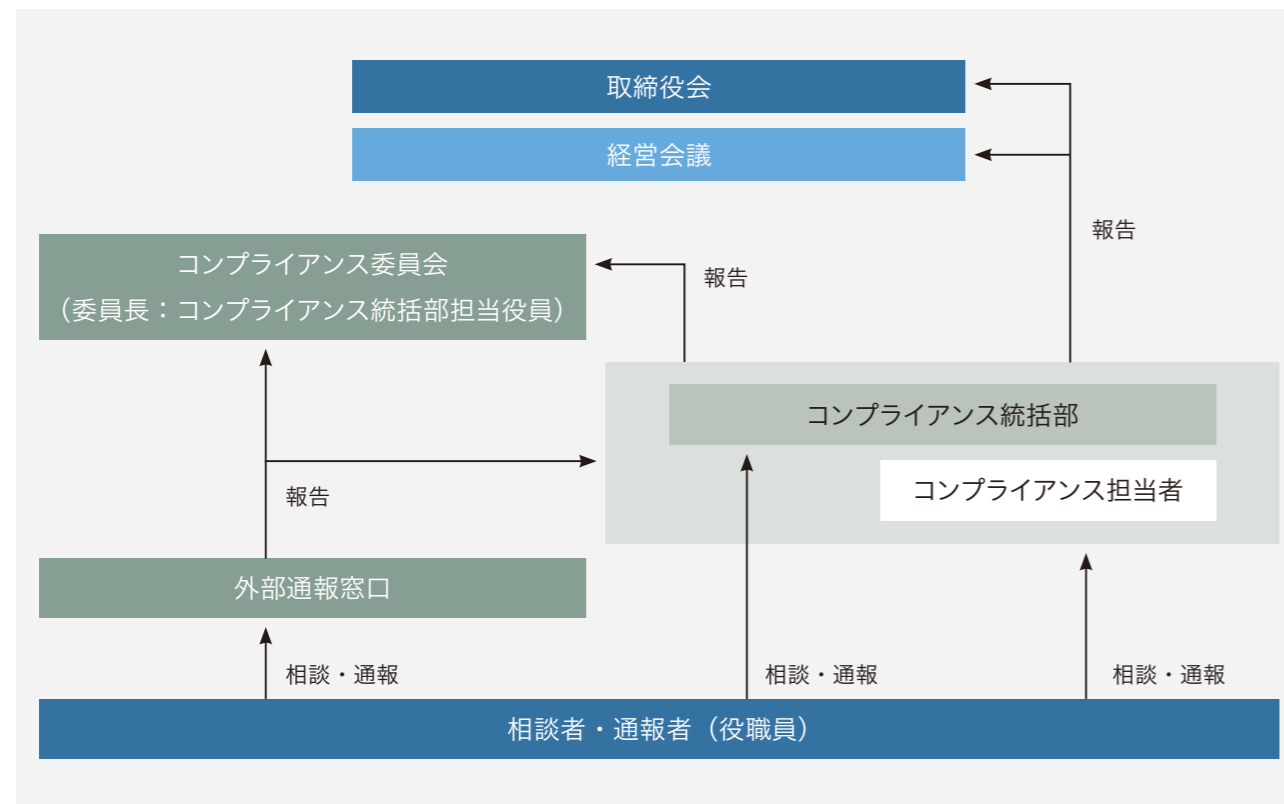 取締役会
経営会議
報告
コンプライアンス委員会
（委員長：コンプライアンス統括部担当役員）
報告
コンプライアンス統括部
コンプライアンス担当者
報告
外部通報窓口
相談・通報
相談・通報
相談・通報
相談者・通報者（役職員）